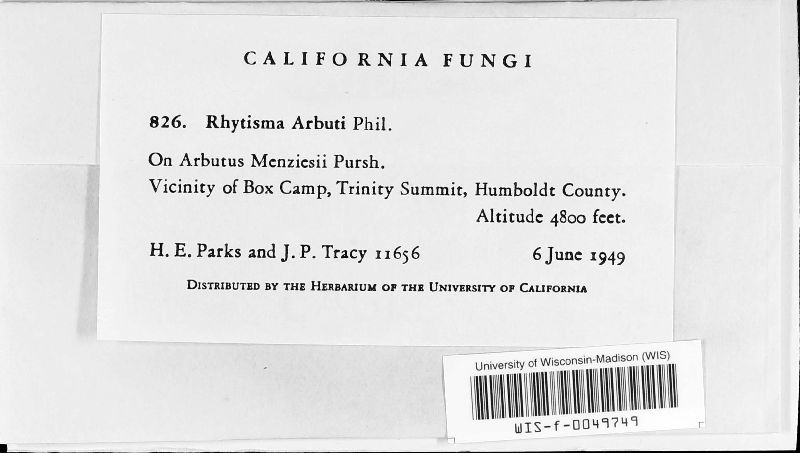 CALIFORNIA FUNGI
826. Rhytisma Arbuti Phil.
On Arbutus Menziesii Pursh.
Vicinity of Box Camp, Trinity Summit, Humboldt County.
Altitude 4800 feet.
H. E. Parks and J. P. Tracy 11656 6 June 1949
DISTRIBUTED BY THE HERBARIUM OF THE UNIVERSITY OF CALIFORNIA
University of Wisconsin-Madison (WIS)
WIS-f-0049749